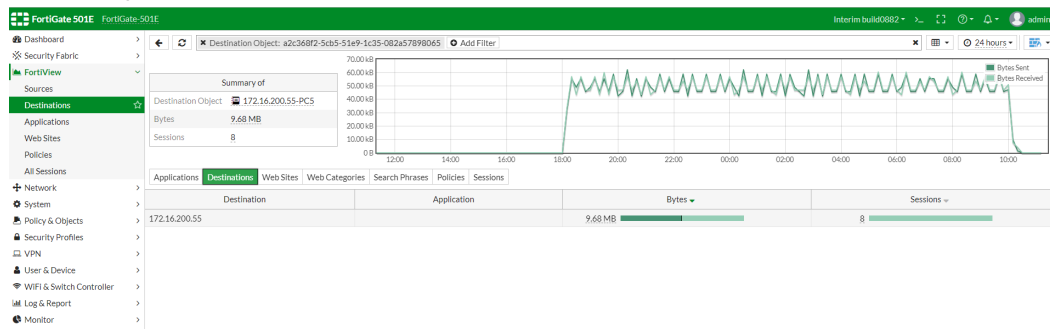 FortiGate 501E FortiGate-501E
Interim build0882
admin
Dashboard
Security Fabric
FortiView
Sources
Destinations
Applications
Web Sites
Policies
All Sessions
Network
System
Policy & Objects
Security Profiles
VPN
User & Device
WiFi & Switch Controller
Log & Report
Monitor
Destination Object: a2c368f2-5cb5-51e9-1c35-082a57898065 Add Filter
24 hours
Summary of
Destination Object 172.16.200.55-PC5
Bytes 9.68 MB
Sessions 8
70.00 kB
60.00 kB
50.00 kB
40.00 kB
30.00 kB
20.00 kB
10.00 kB
0 B
12:00 14:00 16:00 18:00 20:00 22:00 00:00 02:00 04:00 06:00 08:00 10:00
Bytes Sent
Bytes Received
Applications Destinations Web Sites Web Categories Search Phrases Policies Sessions
Destination Application Bytes Sessions
172.16.200.55 9.68 MB 8